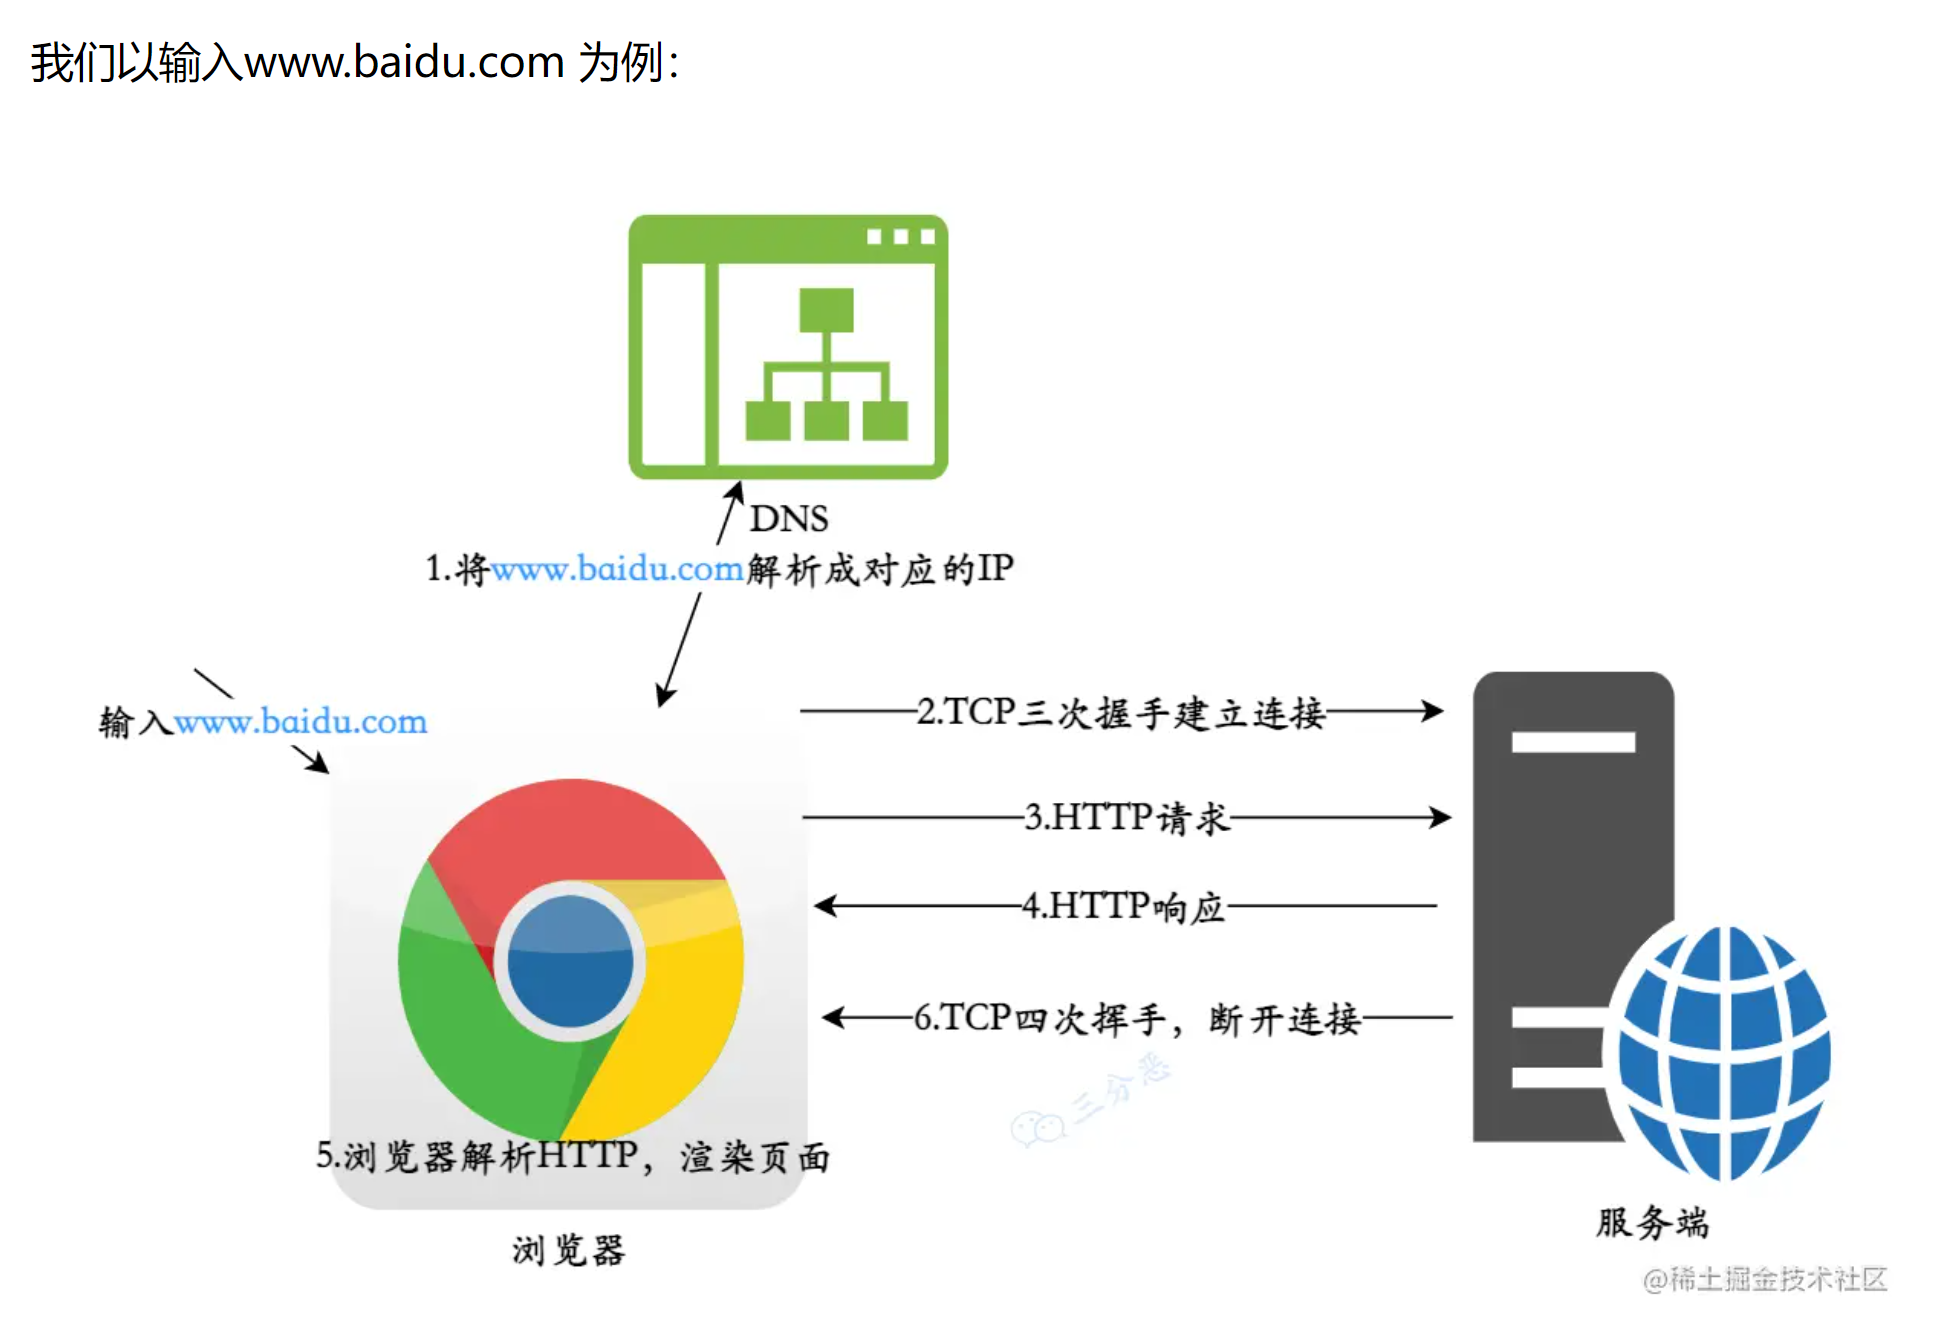 我们以输入www.baidu.com 为例：
DNS
1.将www.baidu.com解析成对应的IP
输入www.baidu.com
2.TCP三次握手建立连接
3.HTTP请求
4.HTTP响应
6.TCP四次挥手，断开连接
三分恶
5.浏览器解析HTTP，渲染页面
浏览器
服务端
@稀土掘金技术社区